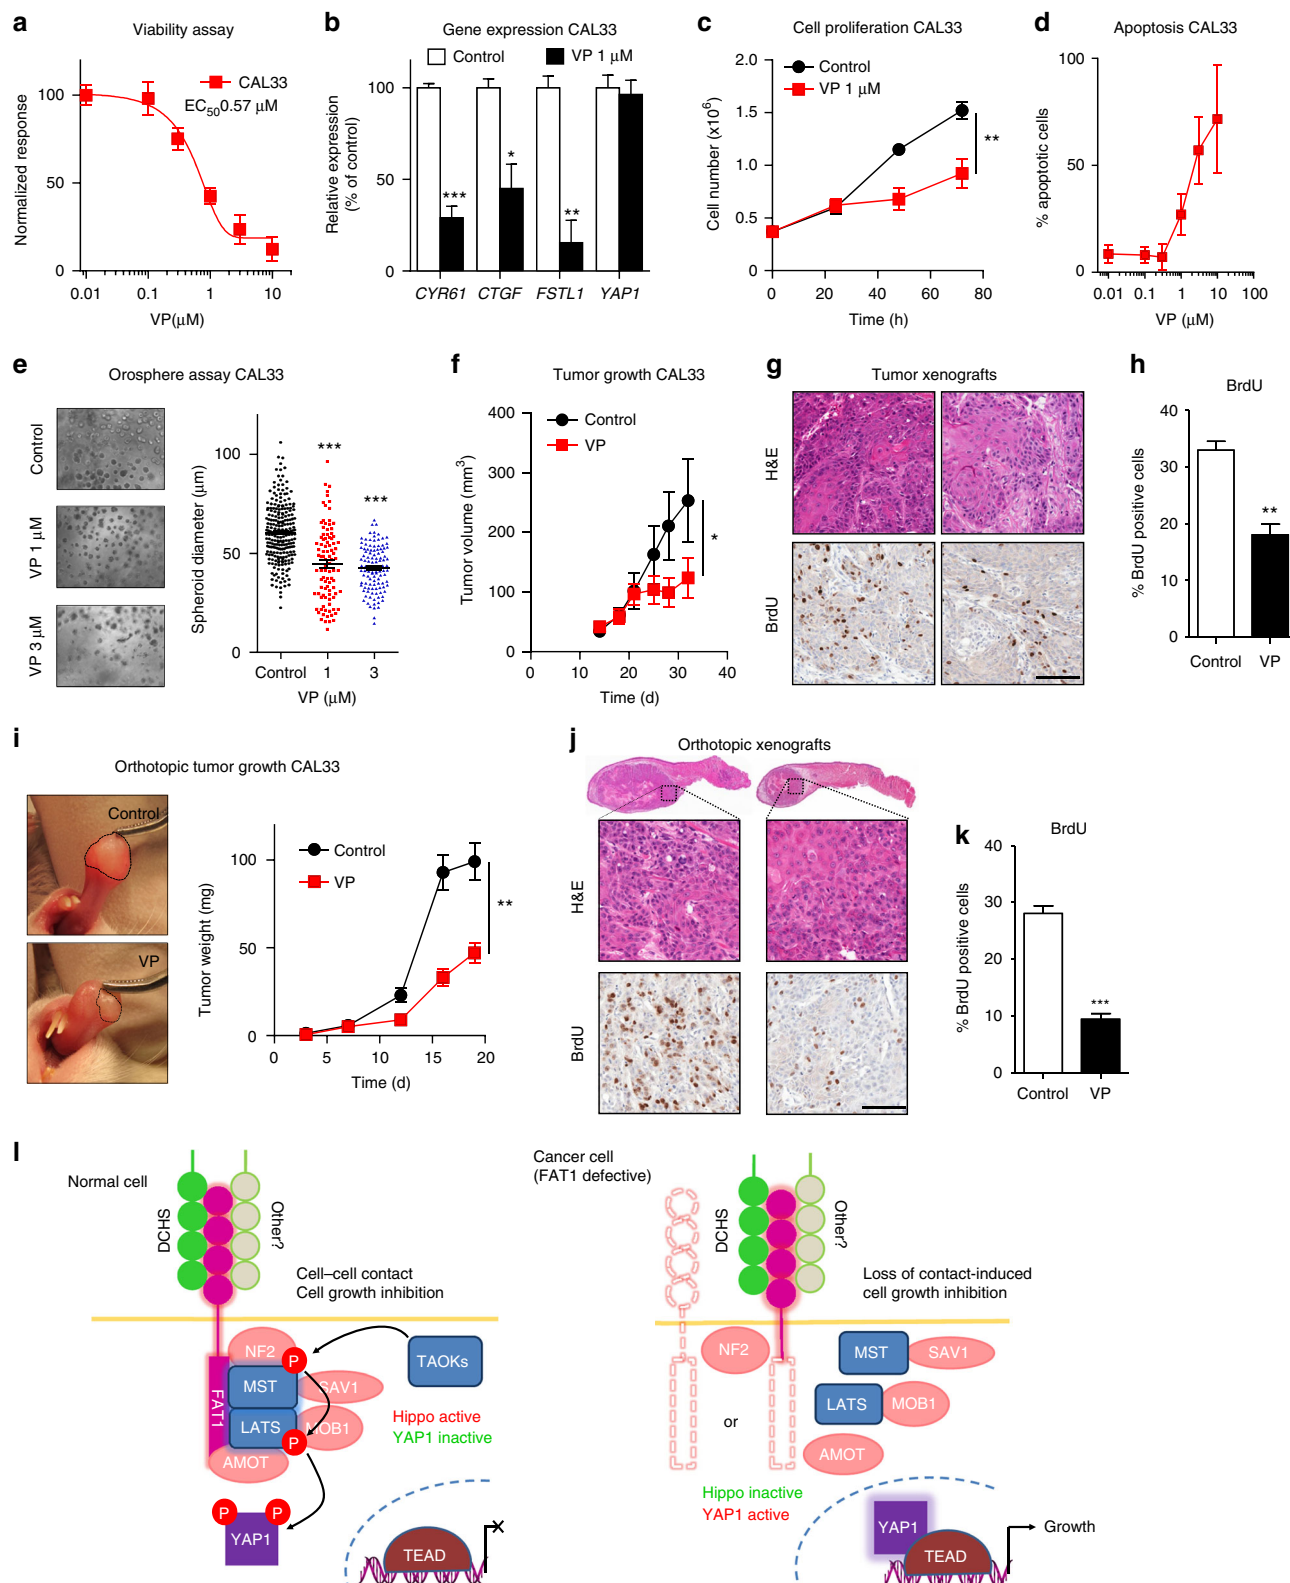 a
Viability assay
Normalized response
100
50
0
CAL33
EC50 0.57 μM
0.01 0.1 1 10
VP(μM)
b
Gene expression CAL33
Control VP 1 μM
Relative expression
(% of control)
100
50
0
***
*
**
CYR61 CTGF FSTL1 YAP1
c
Cell proliferation CAL33
Control
VP 1 μM
Cell number (x10^6)
2.0
1.5
1.0
0.5
0
**
0 20 40 60 80
Time (h)
d
Apoptosis CAL33
% apoptotic cells
100
50
0
0.01 0.1 1 10 100
VP (μM)
e
Orosphere assay CAL33
Control
VP 1 μM
VP 3 μM
Spheroid diameter (μm)
100
50
0
***
***
Control 1 3
VP (μM)
f
Tumor growth CAL33
Control
VP
Tumor volume (mm^3)
400
300
200
100
0
*
0 10 20 30 40
Time (d)
g
Tumor xenografts
H&E
BrdU
h
BrdU
% BrdU positive cells
40
30
20
10
0
**
Control VP
i
Orthotopic tumor growth CAL33
Control
VP
Control
VP
Tumor weight (mg)
100
50
0
**
0 5 10 15 20
Time (d)
j
Orthotopic xenografts
H&E
BrdU
k
BrdU
% BrdU positive cells
40
30
20
10
0
***
Control VP
l
Normal cell
DCHS
Other?
Cell–cell contact
Cell growth inhibition
NF2
P
TAOKs
MST
SAV1
FAT1
LATS
MOB1
P
AMOT
Hippo active
YAP1 inactive
P P
YAP1
TEAD
Cancer cell
(FAT1 defective)
DCHS
Other?
Loss of contact-induced
cell growth inhibition
NF2
MST
SAV1
LATS
MOB1
or
AMOT
Hippo inactive
YAP1 active
YAP1
TEAD
Growth